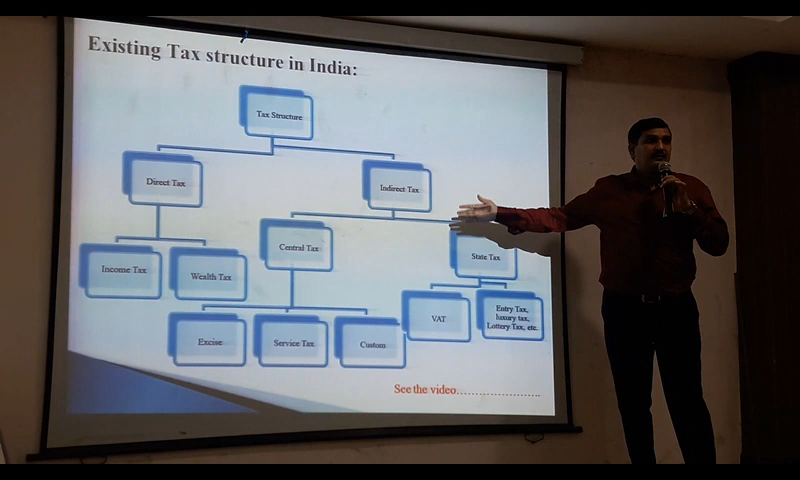 Existing Tax structure in India:
Tax Structure
Direct Tax
Indirect Tax
Income Tax
Wealth Tax
Central Tax
State Tax
Excise
Service Tax
Custom
VAT
Entry Tax,
luxury tax,
Lottery Tax, etc.
See the video........................